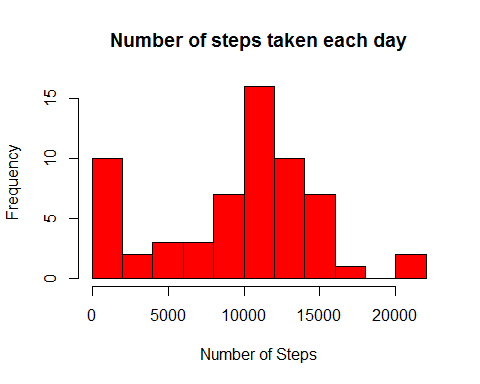 Number of steps taken each day
Frequency
15
10
5
0
0 5000 10000 15000 20000
Number of Steps